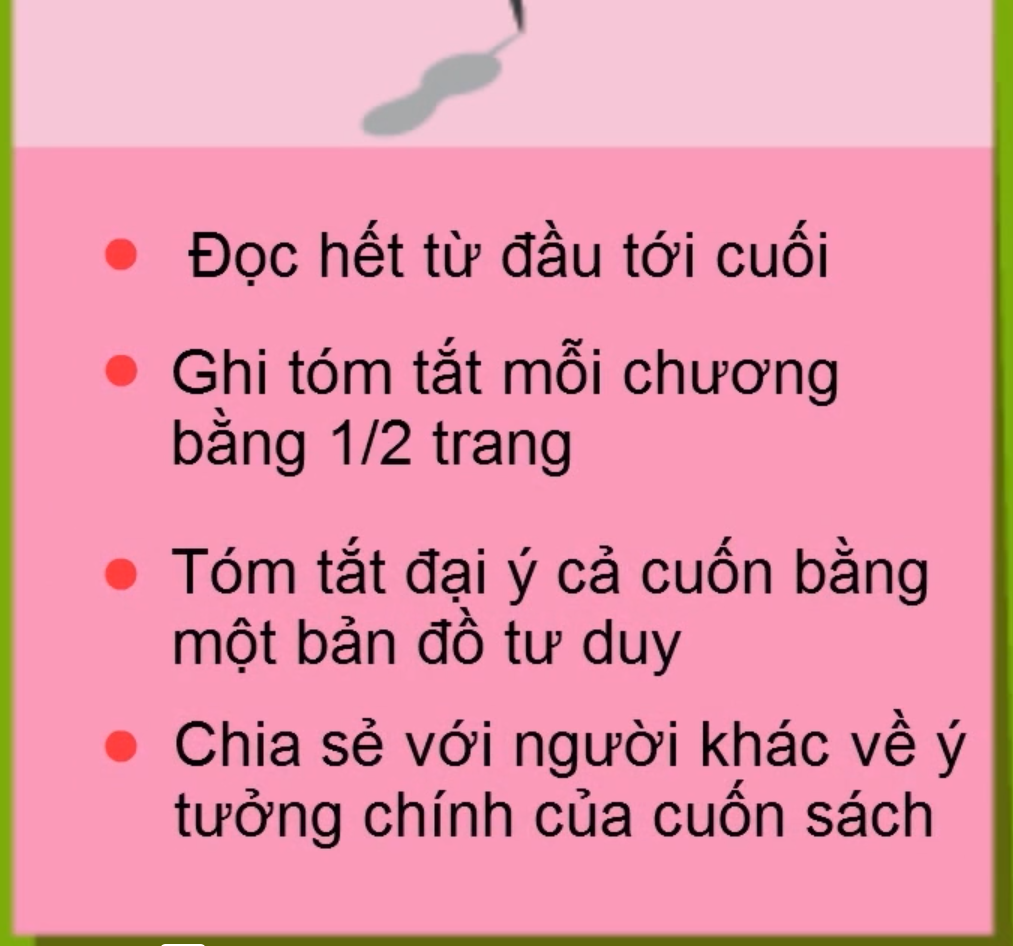 Đọc hết từ đầu tới cuối
Ghi tóm tắt mỗi chương
bằng 1/2 trang
Tóm tắt đại ý cả cuốn bằng
một bản đồ tư duy
Chia sẻ với người khác về ý
tưởng chính của cuốn sách